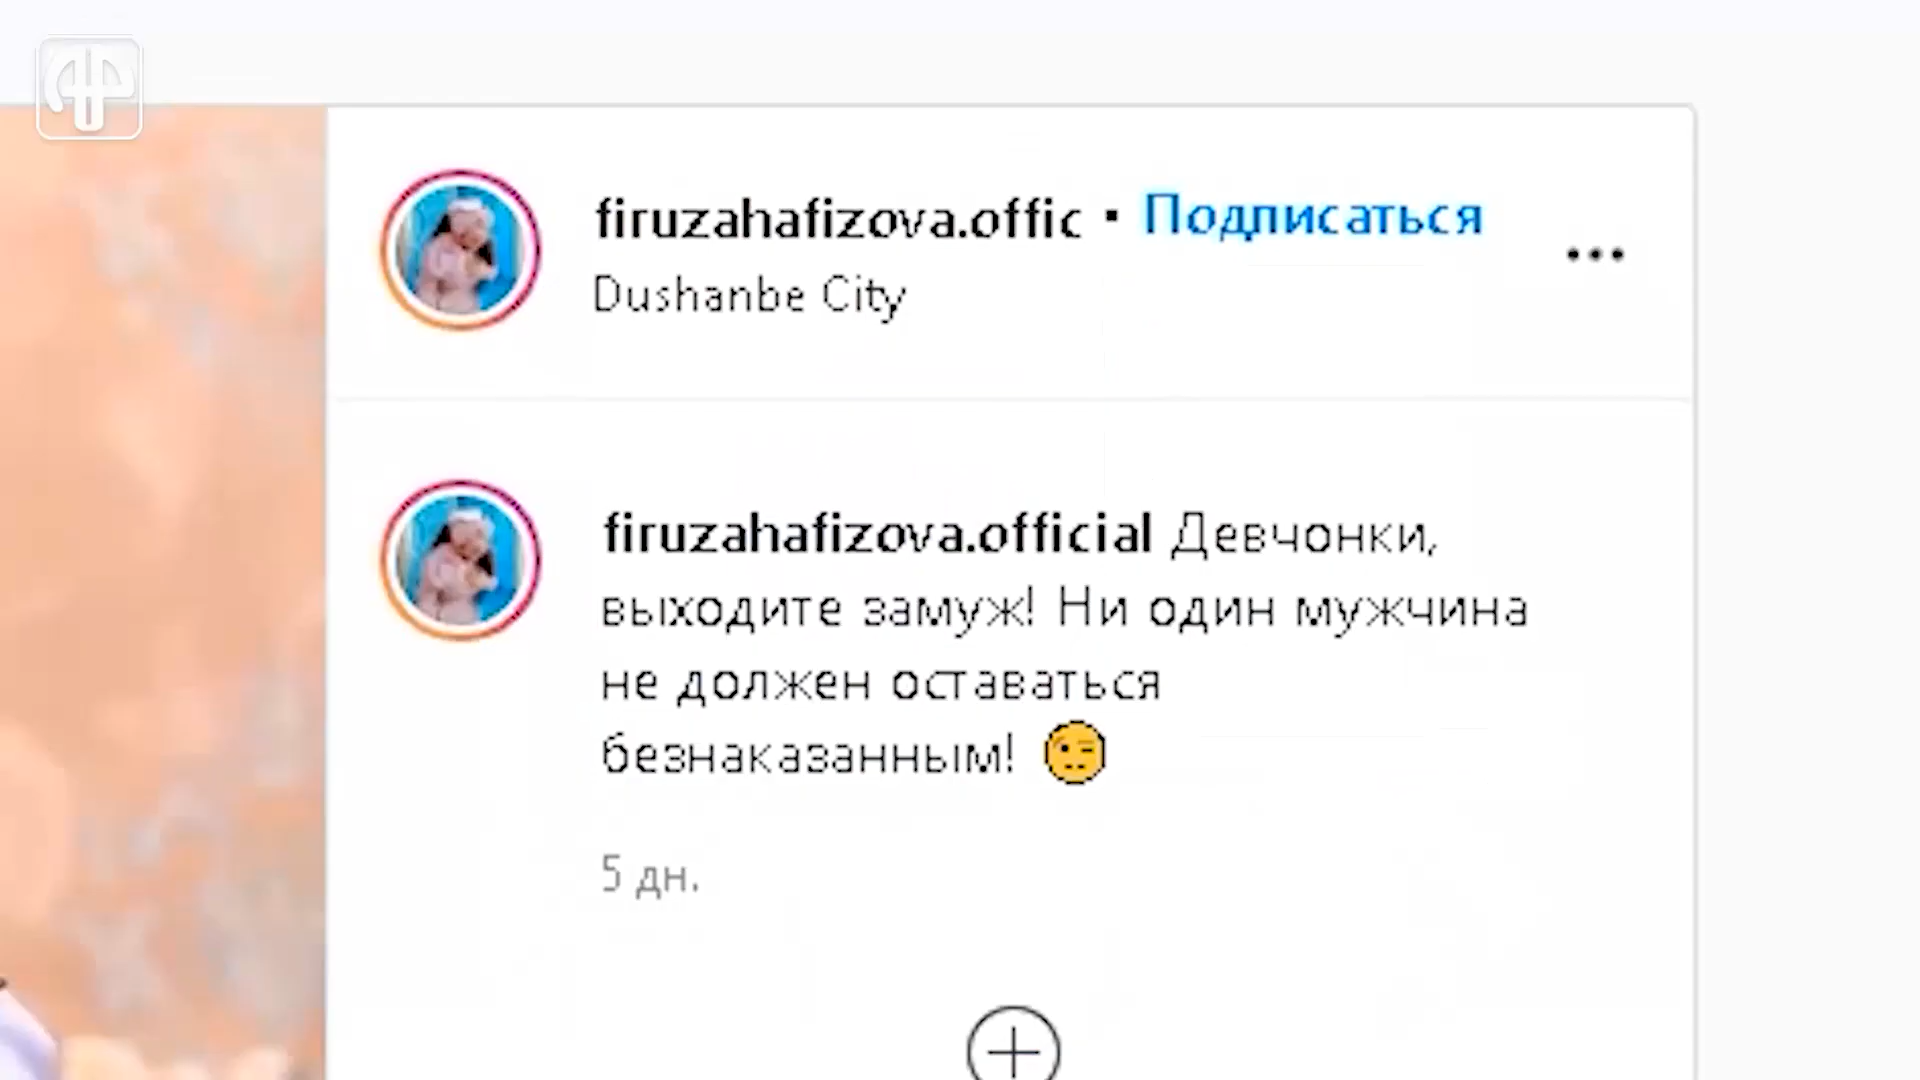 firuzahafizova.offic • Подписаться
Dushanbe City
firuzahafizova.official Девчонки,
выходите замуж! Ни один мужчина
не должен оставаться
безнаказанным! 😉
5 дн.